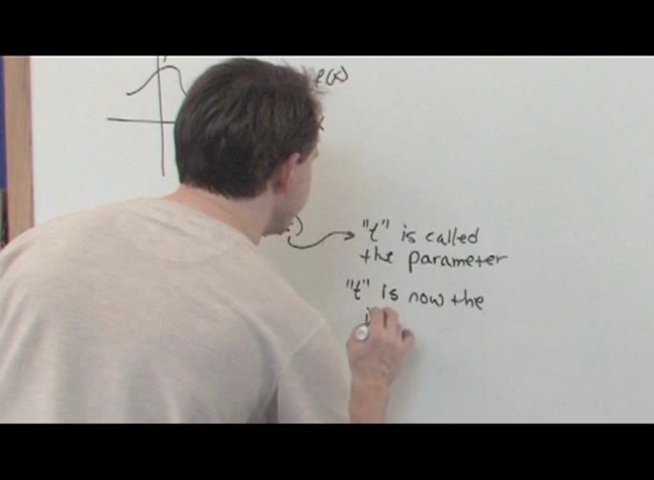 "t" is called
the parameter
"t" is now the
i